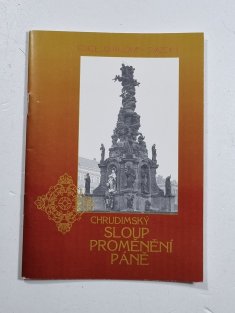 CHRUDIMSKÝ
SLOUP
PROMĚNĚNÍ
PÁNĚ